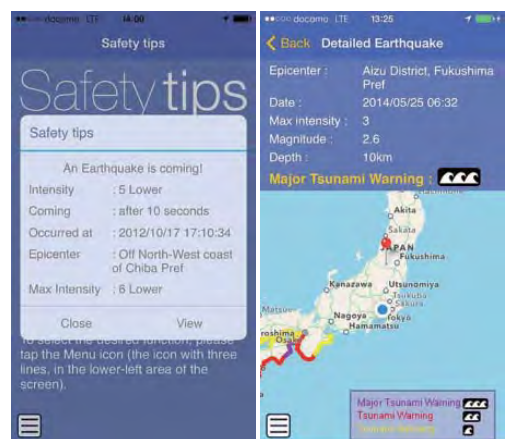 docomo LTE 14:00
Safety tips
Safety tips
Safety tips
An Earthquake is coming!
Intensity : 5 Lower
Coming : after 10 seconds
Occurred at : 2012/10/17 17:10:34
Epicenter : Off North-West coast
of Chiba Pref
Max Intensity : 6 Lower
Close View
To select the desired function, please
tap the Menu icon (the icon with three
lines, in the lower-left area of the
screen).
docomo LTE 13:25
Back Detailed Earthquake
Epicenter : Aizu District, Fukushima
Pref
Date : 2014/05/25 06:32
Max intensity : 3
Magnitude : 2.6
Depth : 10km
Major Tsunami Warning :
Akita
Sakata
JAPAN
Fukushima
Kanazawa Utsunomiya
Tsukuba
Sakura
Matsue Nagoya Tokyo
Hamamatsu
roshima
Osaka
Major Tsunami Warning
Tsunami Warning